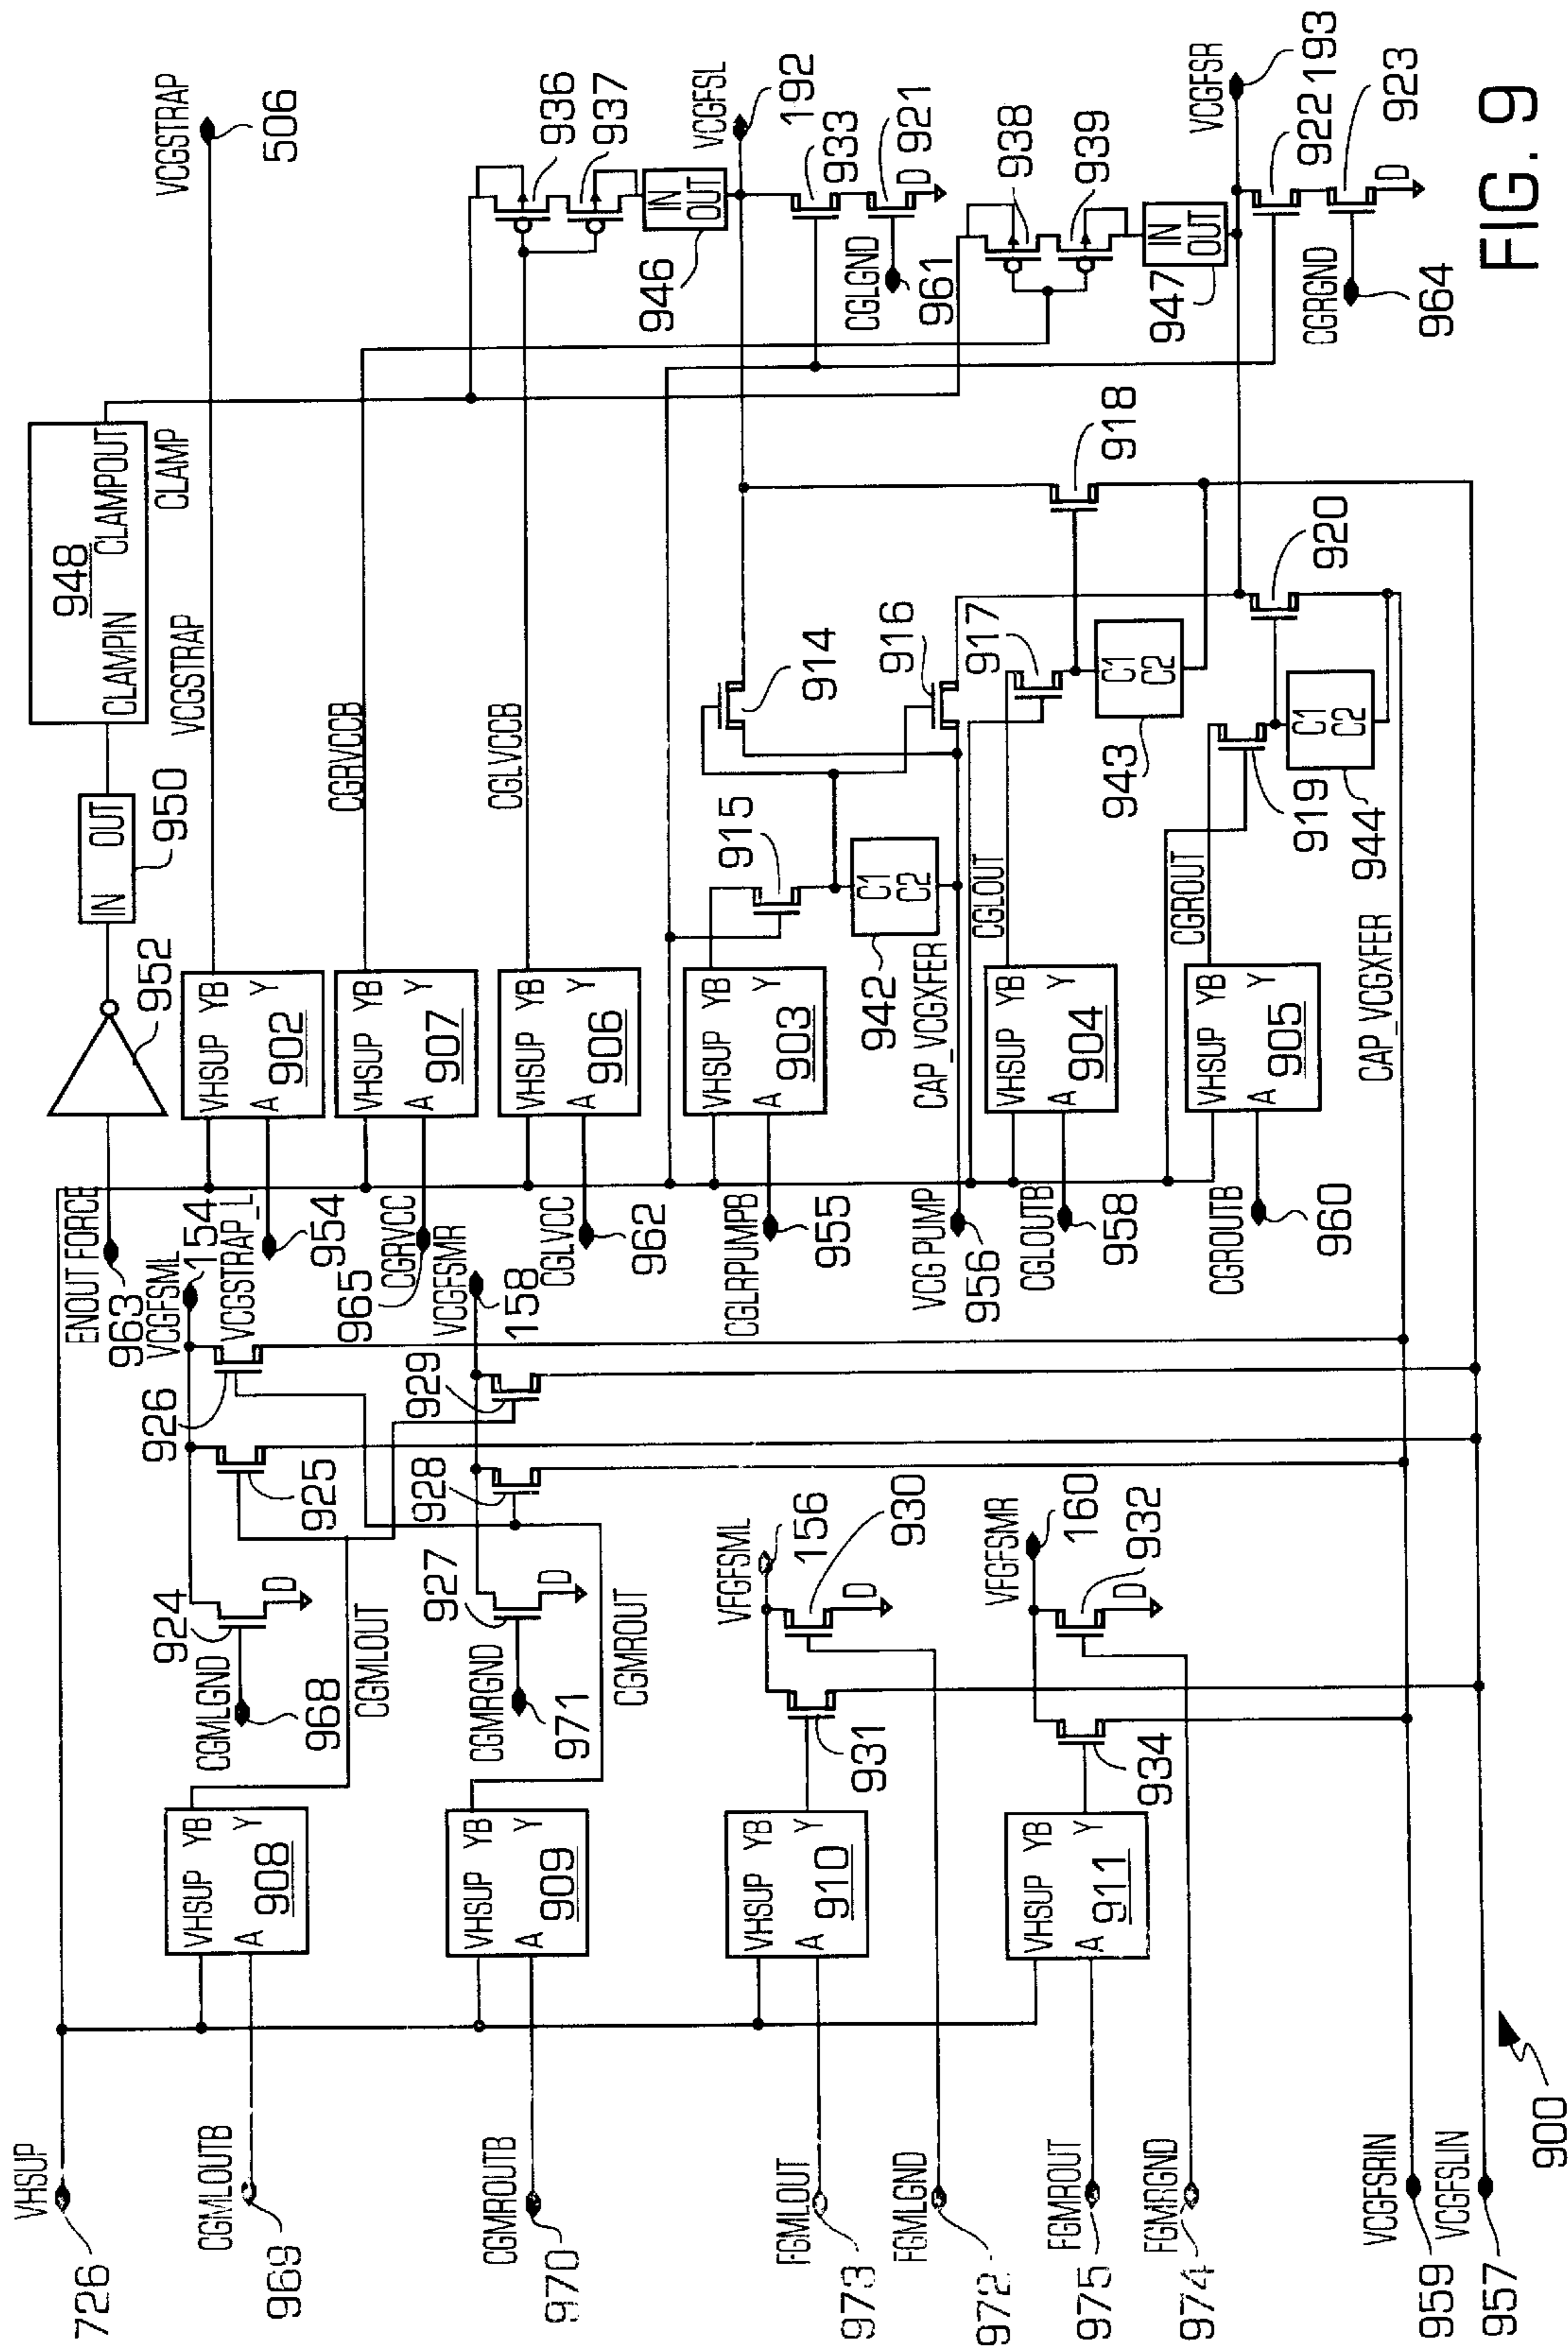 VHSUP
726
CGMLOUTB
969
CGMROUTB
970
FGMLOUT
973
FGMLGND
972
FGMROUT
975
FGMRGND
974
VCGFSRIN
959
VCGFSLIN
957
900
VHSUP YB
A Y
908
VHSUP YB
A Y
909
VHSUP YB
A Y
910
VHSUP YB
A Y
911
CGMLGND
968
924
D
CGMLOUT
925
926
VCGFSML
154
CGMRGND
971
927
D
CGMROUT
928
929
VCGFSMR
158
931
VFGFSML
156
930
D
934
VFGFSMR
160
932
D
ENOUT FORCE
963
VCGSTRAP_L
954
CGRVCC
965
CGLVCC
962
CGLRPUMPB
955
VCG PUMP
956
CGLOUTB
958
CGROUTB
960
952
IN OUT
950
948
CLAMPIN CLAMPOUT
CLAMP
VHSUP YB
A Y
902
VCGSTRAP
VCGSTRAP
506
VHSUP YB
A Y
907
CGRVCCB
VHSUP YB
A Y
906
CGLVCCB
VHSUP YB
A Y
903
915
C1
C2
942
CAP_VCGXFER
914
916
VHSUP YB
A Y
904
CGLOUT
917
C1
C2
943
918
VHSUP YB
A Y
905
CGROUT
919
C1
C2
944
920
CAP_VCGXFER
936
937
IN
OUT
946
VCGFSL
192
933
921
D
CGLGND
961
938
939
IN
OUT
947
VCGFSR
193
922
923
D
CGRGND
964
FIG. 9